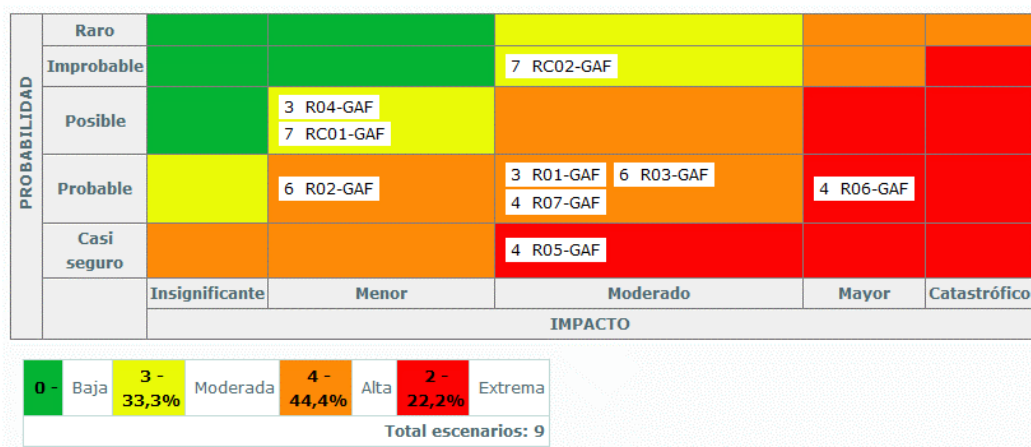 PROBABILIDAD
Raro
Improbable
7 RC02-GAF
Posible
3 R04-GAF
7 RC01-GAF
Probable
6 R02-GAF
3 R01-GAF 6 R03-GAF
4 R07-GAF
4 R06-GAF
Casi
seguro
4 R05-GAF
Insignificante Menor Moderado Mayor Catastrófico
IMPACTO
0 - Baja 3 - 33,3% Moderada 4 - 44,4% Alta 2 - 22,2% Extrema
Total escenarios: 9